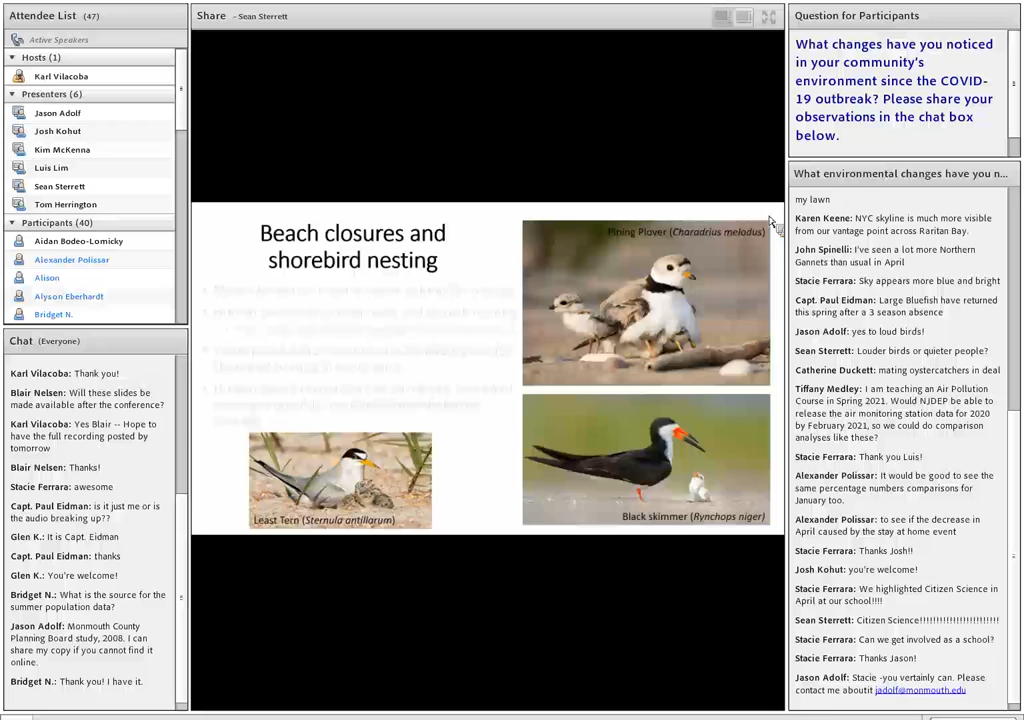 Attendee List (47)
Active Speakers
Hosts (1)
Karl Vilacoba
Presenters (6)
Jason Adolf
Josh Kohut
Kim McKenna
Luis Lim
Sean Sterrett
Tom Herrington
Participants (40)
Aidan Bodeo-Lomicky
Alexander Polissar
Alison
Alyson Eberhardt
Bridget N.
Chat (Everyone)
Karl Vilacoba: Thank you!
Blair Nelsen: Will these slides be
made available after the conference?
Karl Vilacoba: Yes Blair -- Hope to
have the full recording posted by
tomorrow
Blair Nelsen: Thanks!
Stacie Ferrara: awesome
Capt. Paul Eidman: is it just me or is
the audio breaking up??
Glen K.: It is Capt. Eidman
Capt. Paul Eidman: thanks
Glen K.: You're welcome!
Bridget N.: What is the source for the
summer population data?
Jason Adolf: Monmouth County
Planning Board study, 2008. I can
share my copy if you cannot find it
online.
Bridget N.: Thank you! I have it.
Share - Sean Sterrett
Beach closures and
shorebird nesting
Piping Plover (Charadrius melodus)
Least Tern (Sternula antillarum)
Black skimmer (Rynchops niger)
Question for Participants
What changes have you noticed
in your community's
environment since the COVID-
19 outbreak? Please share your
observations in the chat box
below.
What environmental changes have you n...
my lawn
Karen Keene: NYC skyline is much more visible
from our vantage point across Raritan Bay.
John Spinelli: I've seen a lot more Northern
Gannets than usual in April
Stacie Ferrara: Sky appears more blue and bright
Capt. Paul Eidman: Large Bluefish have returned
this spring after a 3 season absence
Jason Adolf: yes to loud birds!
Sean Sterrett: Louder birds or quieter people?
Catherine Duckett: mating oystercatchers in deal
Tiffany Medley: I am teaching an Air Pollution
Course in Spring 2021. Would NJDEP be able to
release the air monitoring station data for 2020
by February 2021, so we could do comparison
analyses like these?
Stacie Ferrara: Thank you Luis!
Alexander Polissar: It would be good to see the
same percentage numbers comparisons for
January too.
Alexander Polissar: to see if the decrease in
April caused by the stay at home event
Stacie Ferrara: Thanks Josh!!
Josh Kohut: you're welcome!
Stacie Ferrara: We highlighted Citizen Science in
April at our school!!!!
Sean Sterrett: Citizen Science!!!!!!!!!!!!!!!!!!!!!!!!
Stacie Ferrara: Can we get involved as a school?
Stacie Ferrara: Thanks Jason!
Jason Adolf: Stacie -you vertainly can. Please
contact me aboutit jadolf@monmouth.edu